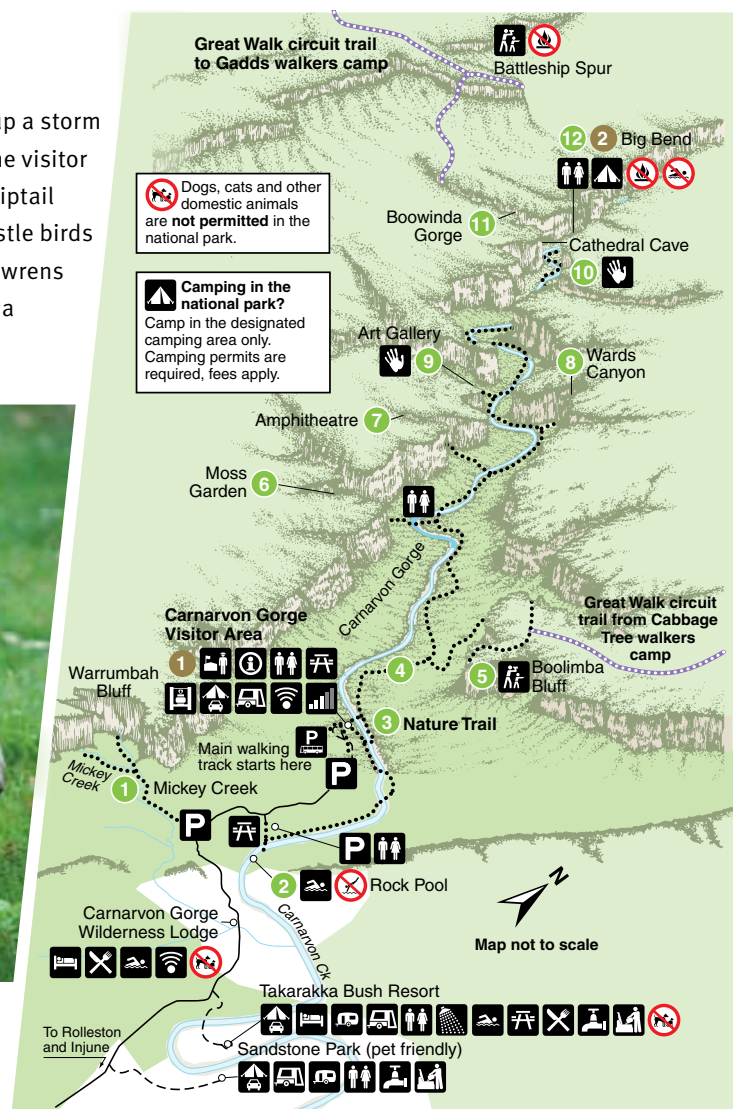 up a storm
e visitor
iptail
stle birds
wrens
a
Great Walk circuit trail
to Gadds walkers camp
Battleship Spur
12 2 Big Bend
Dogs, cats and other
domestic animals
are not permitted in the
national park.
Boowinda
Gorge 11
Cathedral Cave
10
Camping in the
national park?
Camp in the designated
camping area only.
Camping permits are
required, fees apply.
Art Gallery
9
8 Wards
Canyon
Amphitheatre 7
Moss
Garden 6
Carnarvon Gorge
Carnarvon Gorge
Visitor Area
1
Great Walk circuit
trail from Cabbage
Tree walkers
camp
4
5 Boolimba
Bluff
Warrumbah
Bluff
3 Nature Trail
P
Main walking
track starts here
P
Mickey
Creek
1 Mickey Creek
P
P
2 Rock Pool
N
Carnarvon Gorge
Wilderness Lodge
Carnarvon Ck
Map not to scale
Takarakka Bush Resort
To Rolleston
and Injune
Sandstone Park (pet friendly)